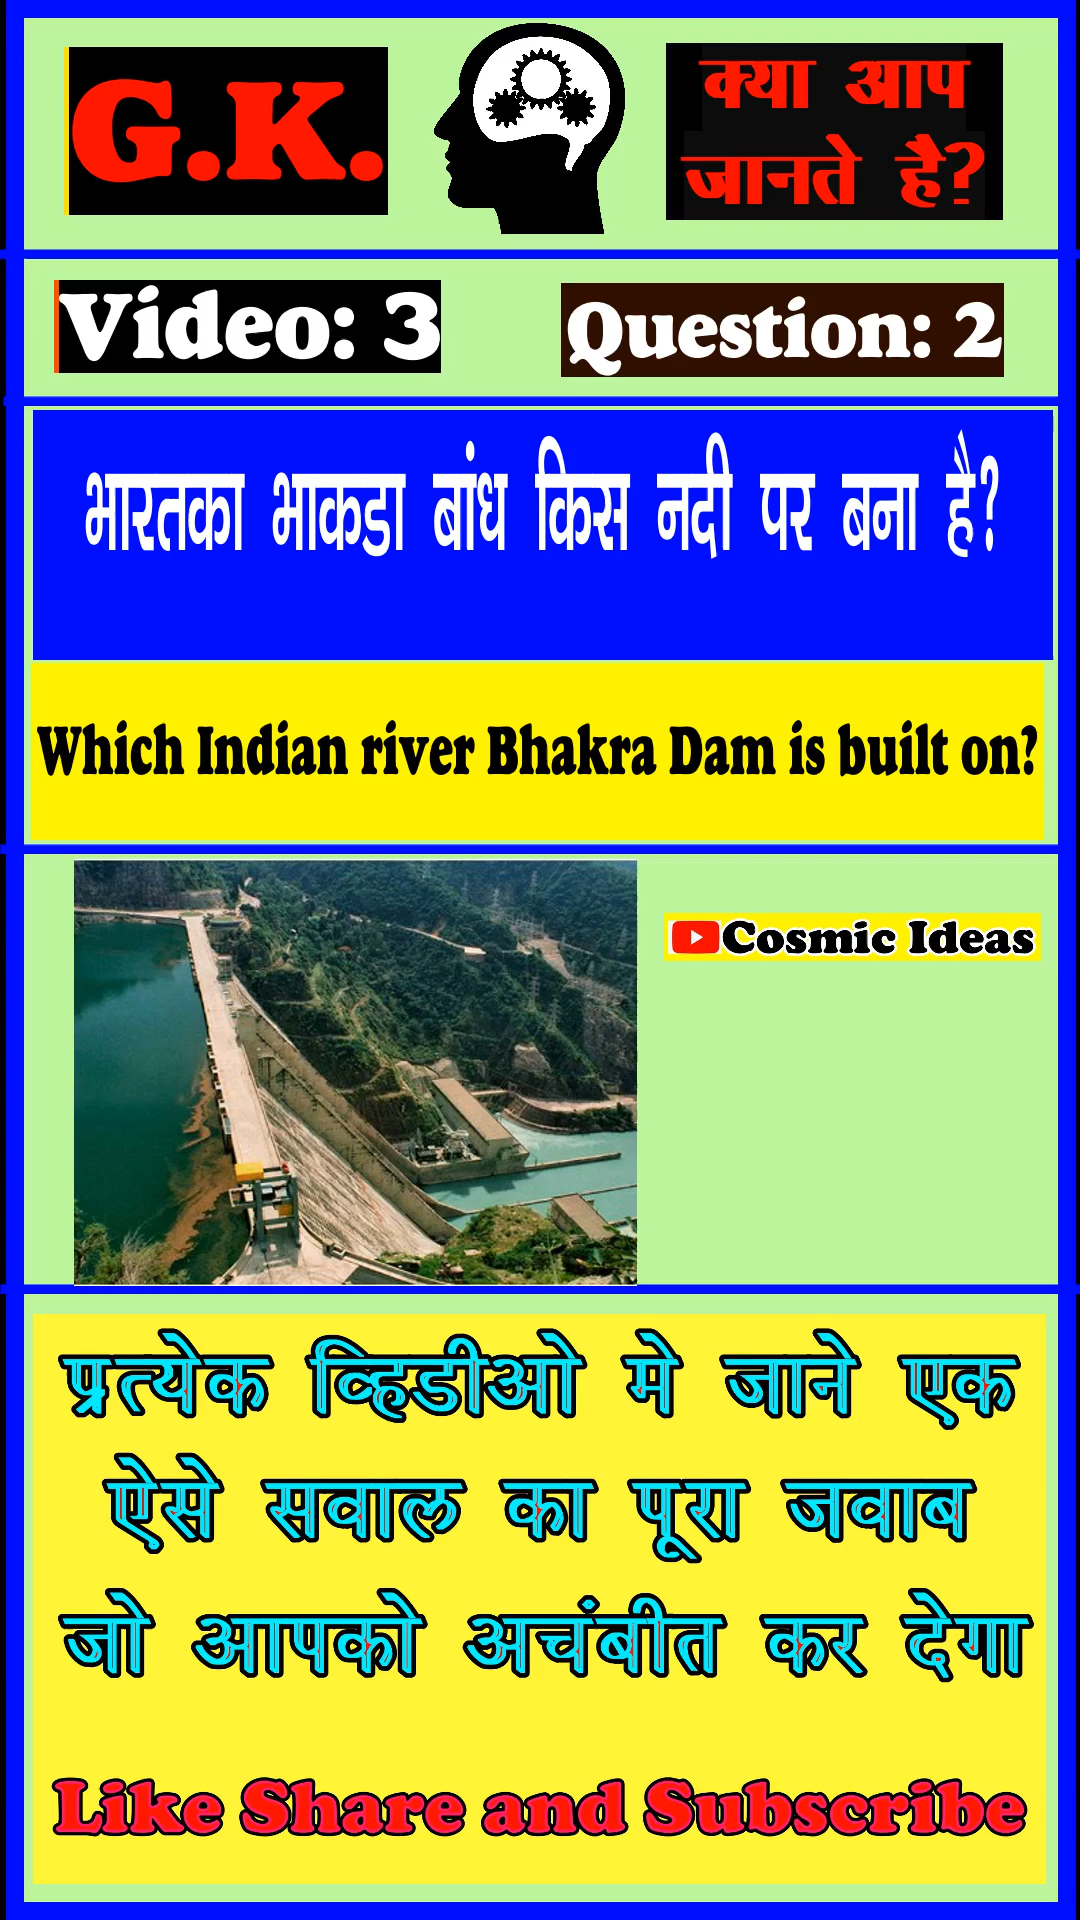 G.K.
क्या आप
जानते है?
Video: 3
Question: 2
भारतका भाकडा बांध किस नदी पर बना है?
Which Indian river Bhakra Dam is built on?
Cosmic Ideas
प्रत्येक व्हिडीओ मे जाने एक
ऐसे सवाल का पूरा जवाब
जो आपको अचंबीत कर देगा
Like Share and Subscribe